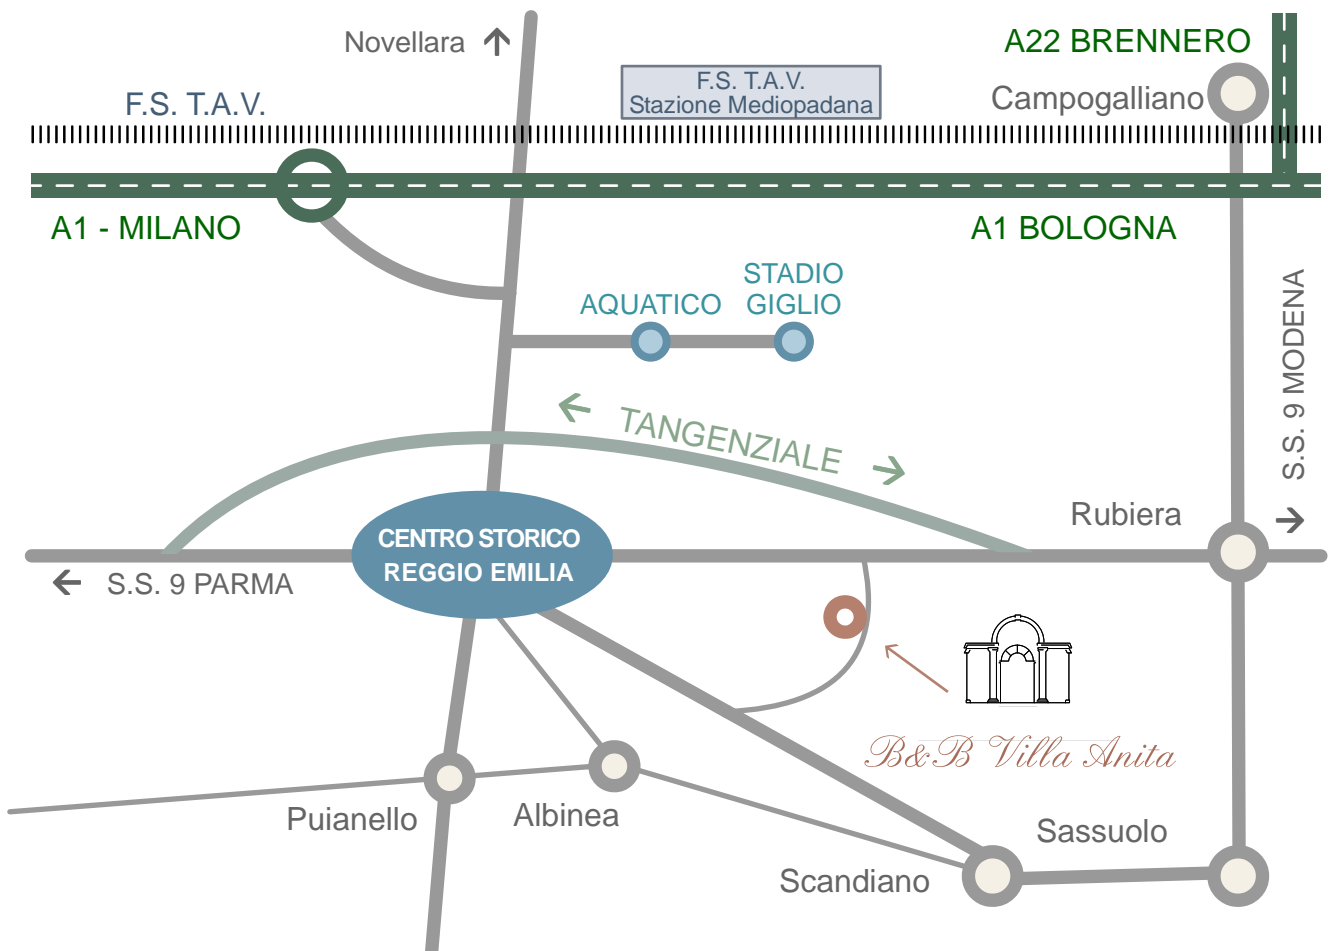 Novellara
A22 BRENNERO
F.S. T.A.V.
Stazione Mediopadana
Campogalliano
F.S. T.A.V.
A1 - MILANO
A1 BOLOGNA
STADIO
GIGLIO
AQUATICO
S.S. 9 MODENA
TANGENZIALE
Rubiera
CENTRO STORICO
REGGIO EMILIA
S.S. 9 PARMA
B&B Villa Anita
Puianello
Albinea
Sassuolo
Scandiano